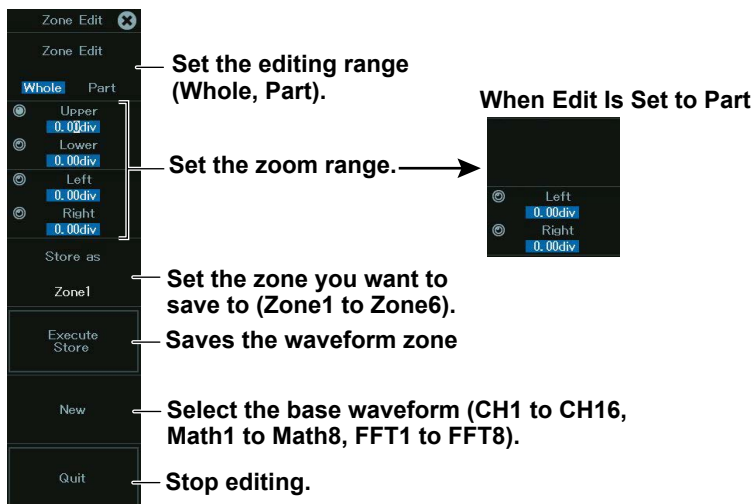 Zone Edit
Zone Edit
Whole Part
Upper
0.00div
Lower
0.00div
Left
0.00div
Right
0.00div
Store as
Zone1
Execute
Store
New
Quit
Set the editing range
(Whole, Part).
Set the zoom range.
Set the zone you want to
save to (Zone1 to Zone6).
Saves the waveform zone
Select the base waveform (CH1 to CH16,
Math1 to Math8, FFT1 to FFT8).
Stop editing.
When Edit Is Set to Part
Left
0.00div
Right
0.00div